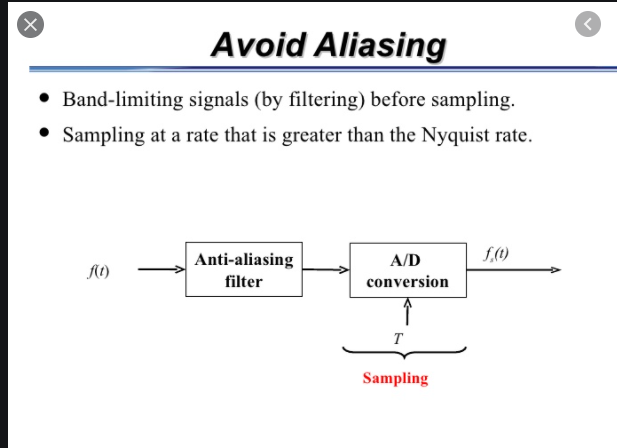 Avoid Aliasing
• Band-limiting signals (by filtering) before sampling.
• Sampling at a rate that is greater than the Nyquist rate.
f(t)
Anti-aliasing
filter
A/D
conversion
fs(t)
T
Sampling